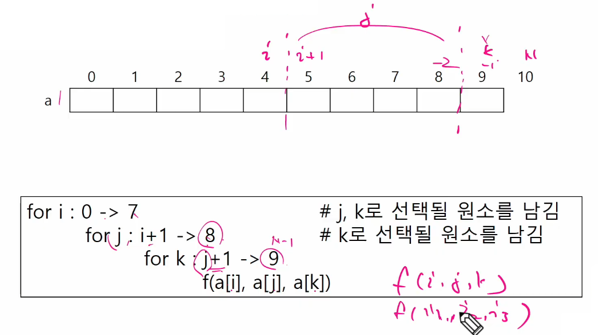 j
i i+1 -2 k -1 N
0 1 2 3 4 5 6 7 8 9 10
a
for i : 0 -> 7 # j, k로 선택될 원소를 남김
for j : i+1 -> 8 # k로 선택될 원소를 남김
N-1
for k : j+1 -> 9
f(a[i], a[j], a[k])
f(i, j, k)